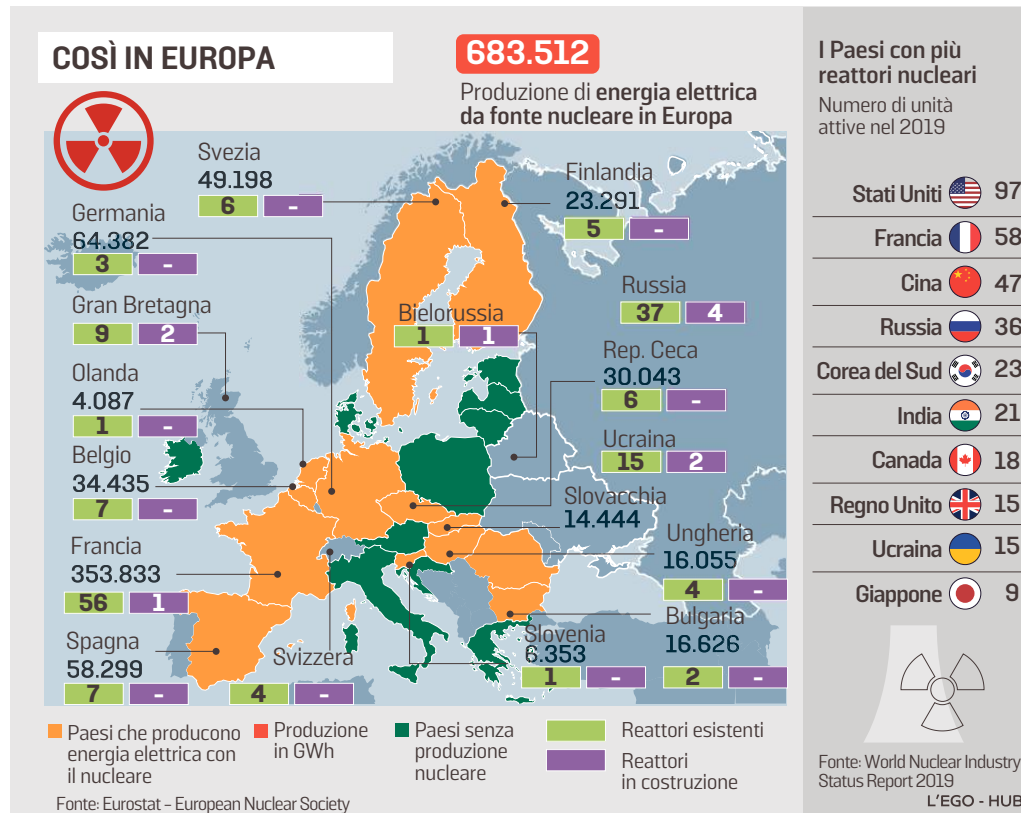 COSÌ IN EUROPA
683.512
Produzione di energia elettrica
da fonte nucleare in Europa
Svezia
49.198
6 -
Finlandia
23.291
5 -
Germania
64.382
3 -
Gran Bretagna
9 2
Bielorussia
1 1
Russia
37 4
Olanda
4.087
1 -
Rep. Ceca
30.043
6 -
Belgio
34.435
7 -
Ucraina
15 2
Slovacchia
14.444
Francia
353.833
56 1
Ungheria
16.055
4 -
Spagna
58.299
7 -
Svizzera
4 -
Slovenia
6.353
1 -
Bulgaria
16.626
2 -
Paesi che producono
energia elettrica con
il nucleare
Produzione
in GWh
Paesi senza
produzione
nucleare
Reattori esistenti
Reattori
in costruzione
Fonte: Eurostat – European Nuclear Society
I Paesi con più
reattori nucleari
Numero di unità
attive nel 2019
Stati Uniti 97
Francia 58
Cina 47
Russia 36
Corea del Sud 23
India 21
Canada 18
Regno Unito 15
Ucraina 15
Giappone 9
Fonte: World Nuclear Industry
Status Report 2019
L'EGO - HUB